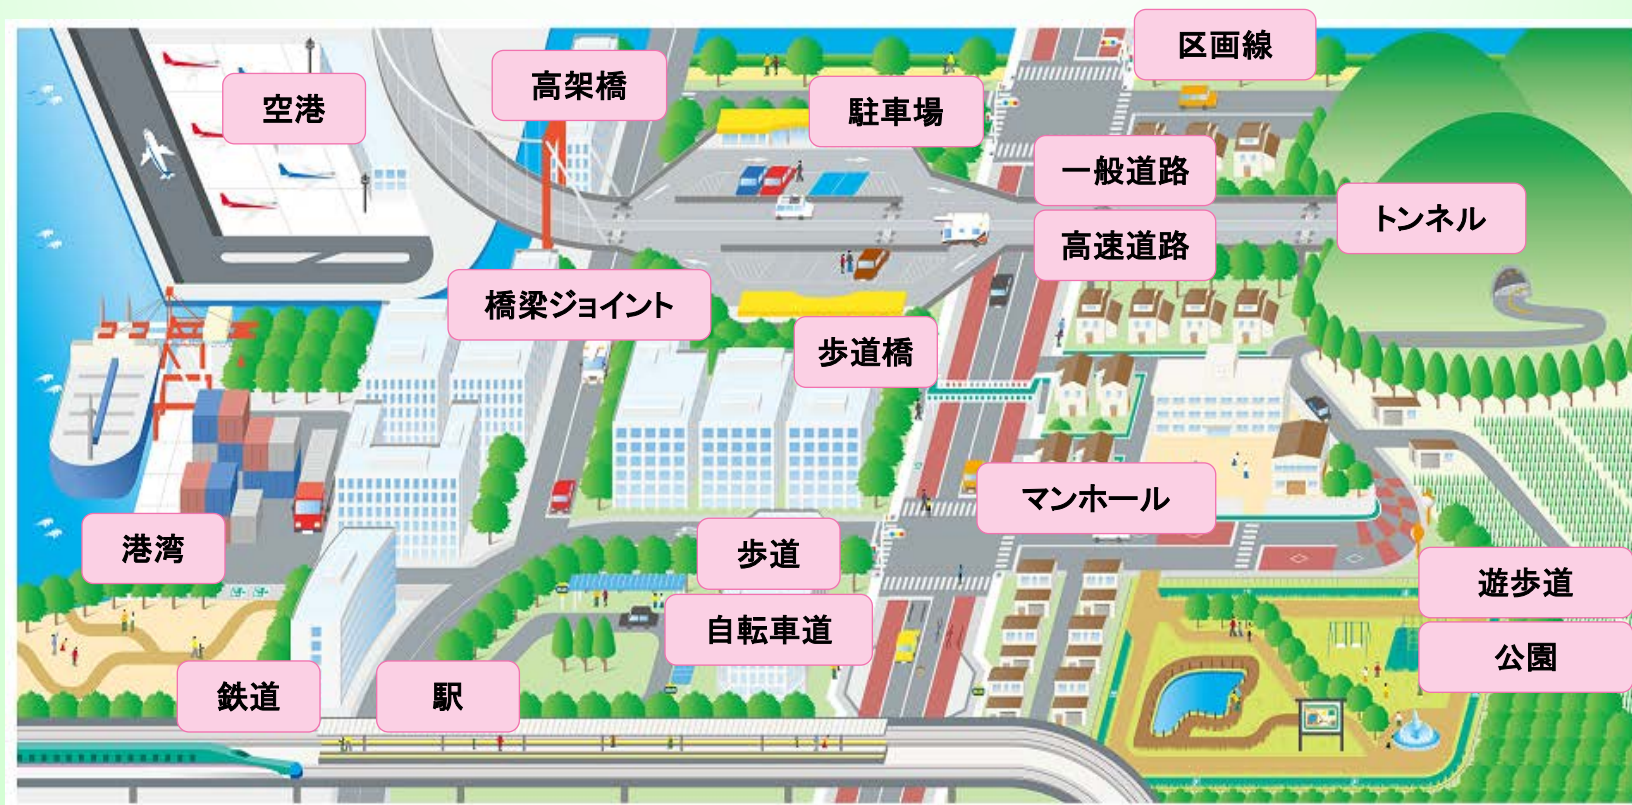 区画線
高架橋
空港
駐車場
一般道路
トンネル
高速道路
橋梁ジョイント
歩道橋
マンホール
港湾
歩道
遊歩道
自転車道
公園
鉄道
駅